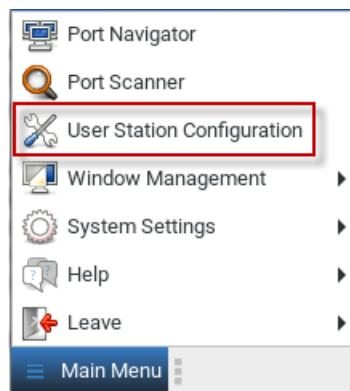 Port Navigator
Port Scanner
User Station Configuration
Window Management
System Settings
Help
Leave
Main Menu